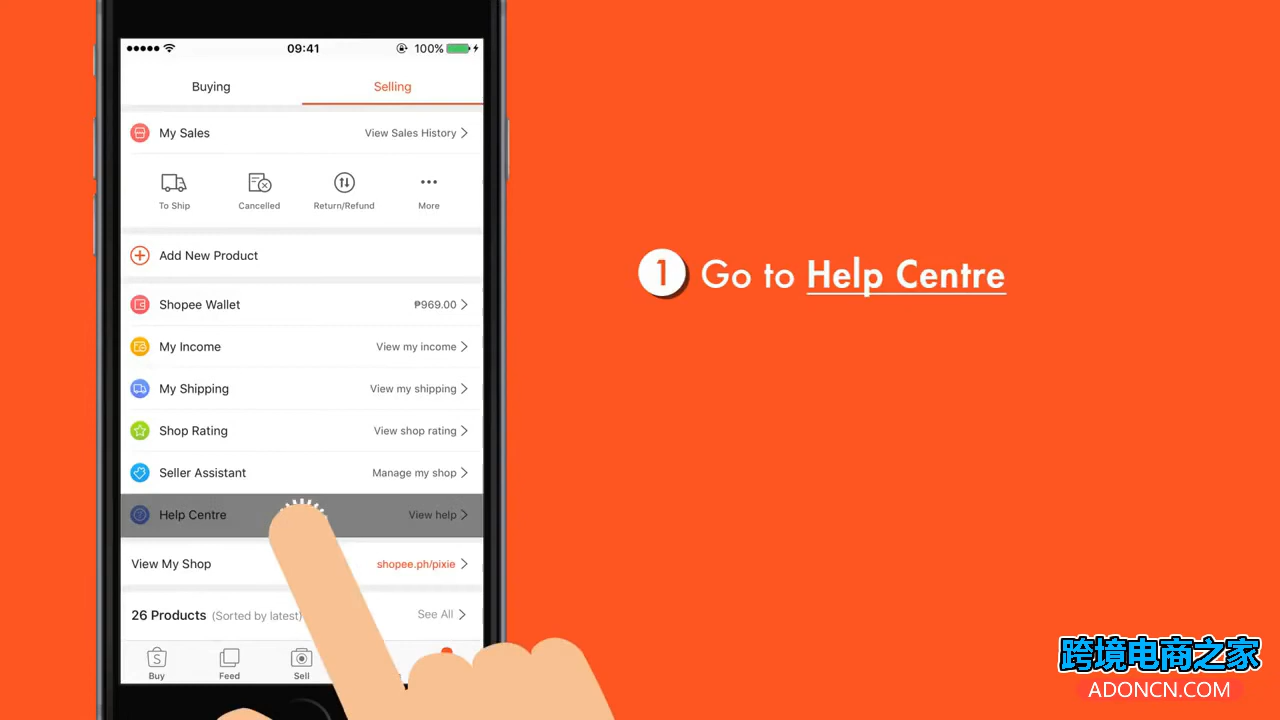 09:41
100%
Buying
Selling
My Sales
View Sales History
To Ship
Cancelled
Return/Refund
More
Add New Product
Shopee Wallet
₱969.00
My Income
View my income
My Shipping
View my shipping
Shop Rating
View shop rating
Seller Assistant
Manage my shop
Help Centre
View help
View My Shop
shopee.ph/pixie
26 Products (Sorted by latest)
See All
Buy
Feed
Sell
1 Go to Help Centre
跨境电商之家
ADONCN.COM